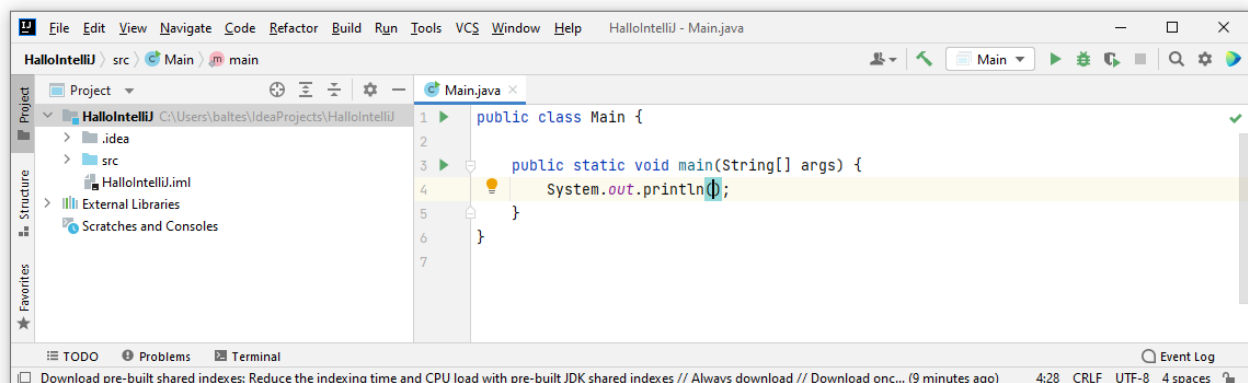 IJ File Edit View Navigate Code Refactor Build Run Tools VCS Window Help HalloIntelliJ - Main.java
HalloIntelliJ src C Main m main Main
Project Project Main.java
HalloIntelliJ C:\Users\baltes\IdeaProjects\HalloIntelliJ
.idea
src
HalloIntelliJ.iml
External Libraries
Scratches and Consoles
Structure
Favorites
1 public class Main {
2
3 public static void main(String[] args) {
4 System.out.println();
5 }
6 }
7
TODO Problems Terminal Event Log
Download pre-built shared indexes: Reduce the indexing time and CPU load with pre-built JDK shared indexes // Always download // Download onc... (9 minutes ago) 4:28 CRLF UTF-8 4 spaces